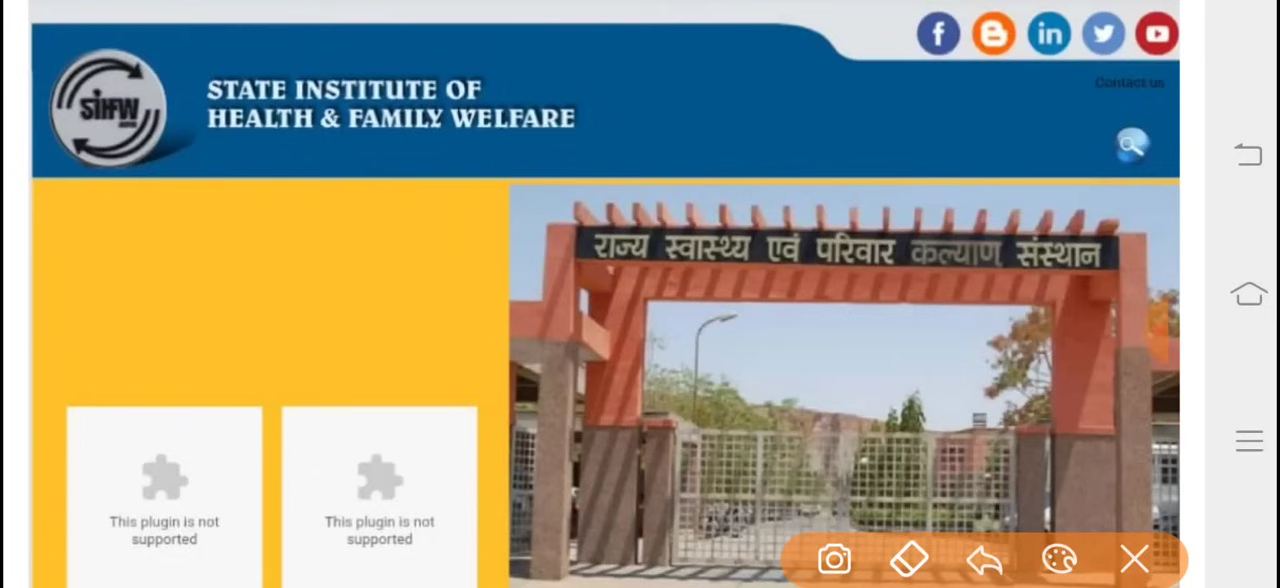 SIHFW
STATE INSTITUTE OF
HEALTH & FAMILY WELFARE
Contact us
राज्य स्वास्थ्य एवं परिवार कल्याण संस्थान
This plugin is not
supported
This plugin is not
supported